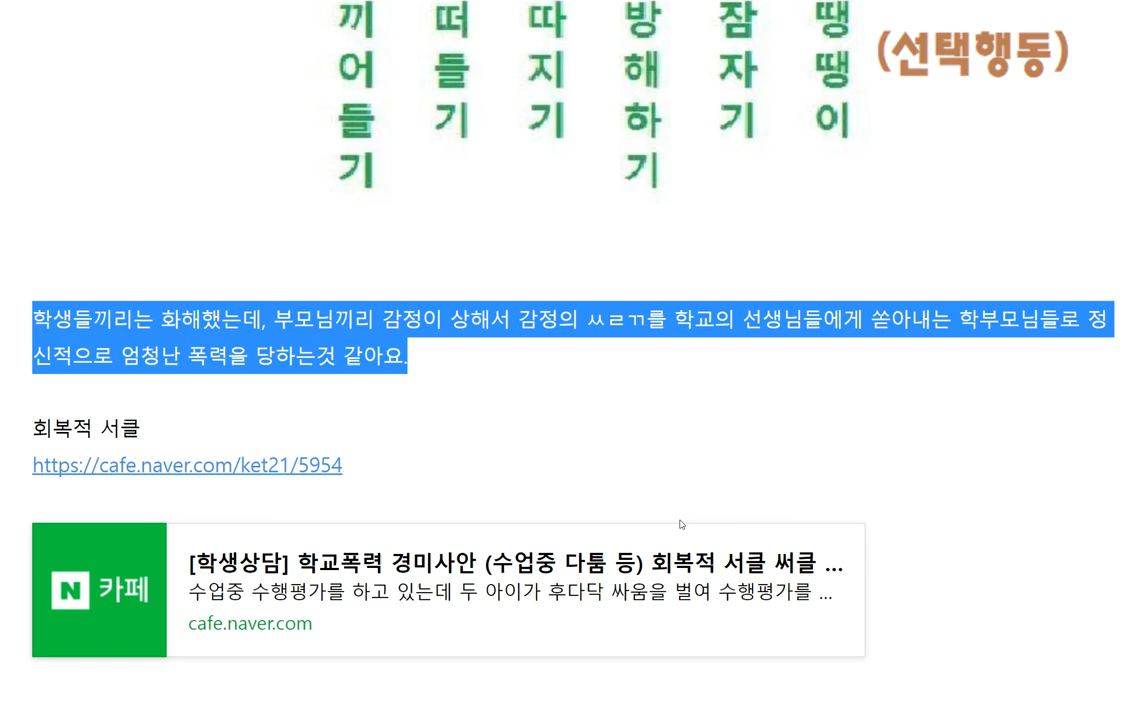 끼어들기
떠들기
따지기
방해하기
잠자기
땡땡이
(선택행동)
학생들끼리는 화해했는데, 부모님끼리 감정이 상해서 감정의 ㅆㄹㄲ를 학교의 선생님들에게 쏟아내는 학부모님들로 정
신적으로 엄청난 폭력을 당하는것 같아요.
회복적 서클
https://cafe.naver.com/ket21/5954
N 카페
[학생상담] 학교폭력 경미사안 (수업중 다툼 등) 회복적 서클 써클 ...
수업중 수행평가를 하고 있는데 두 아이가 후다닥 싸움을 벌여 수행평가를 ...
cafe.naver.com